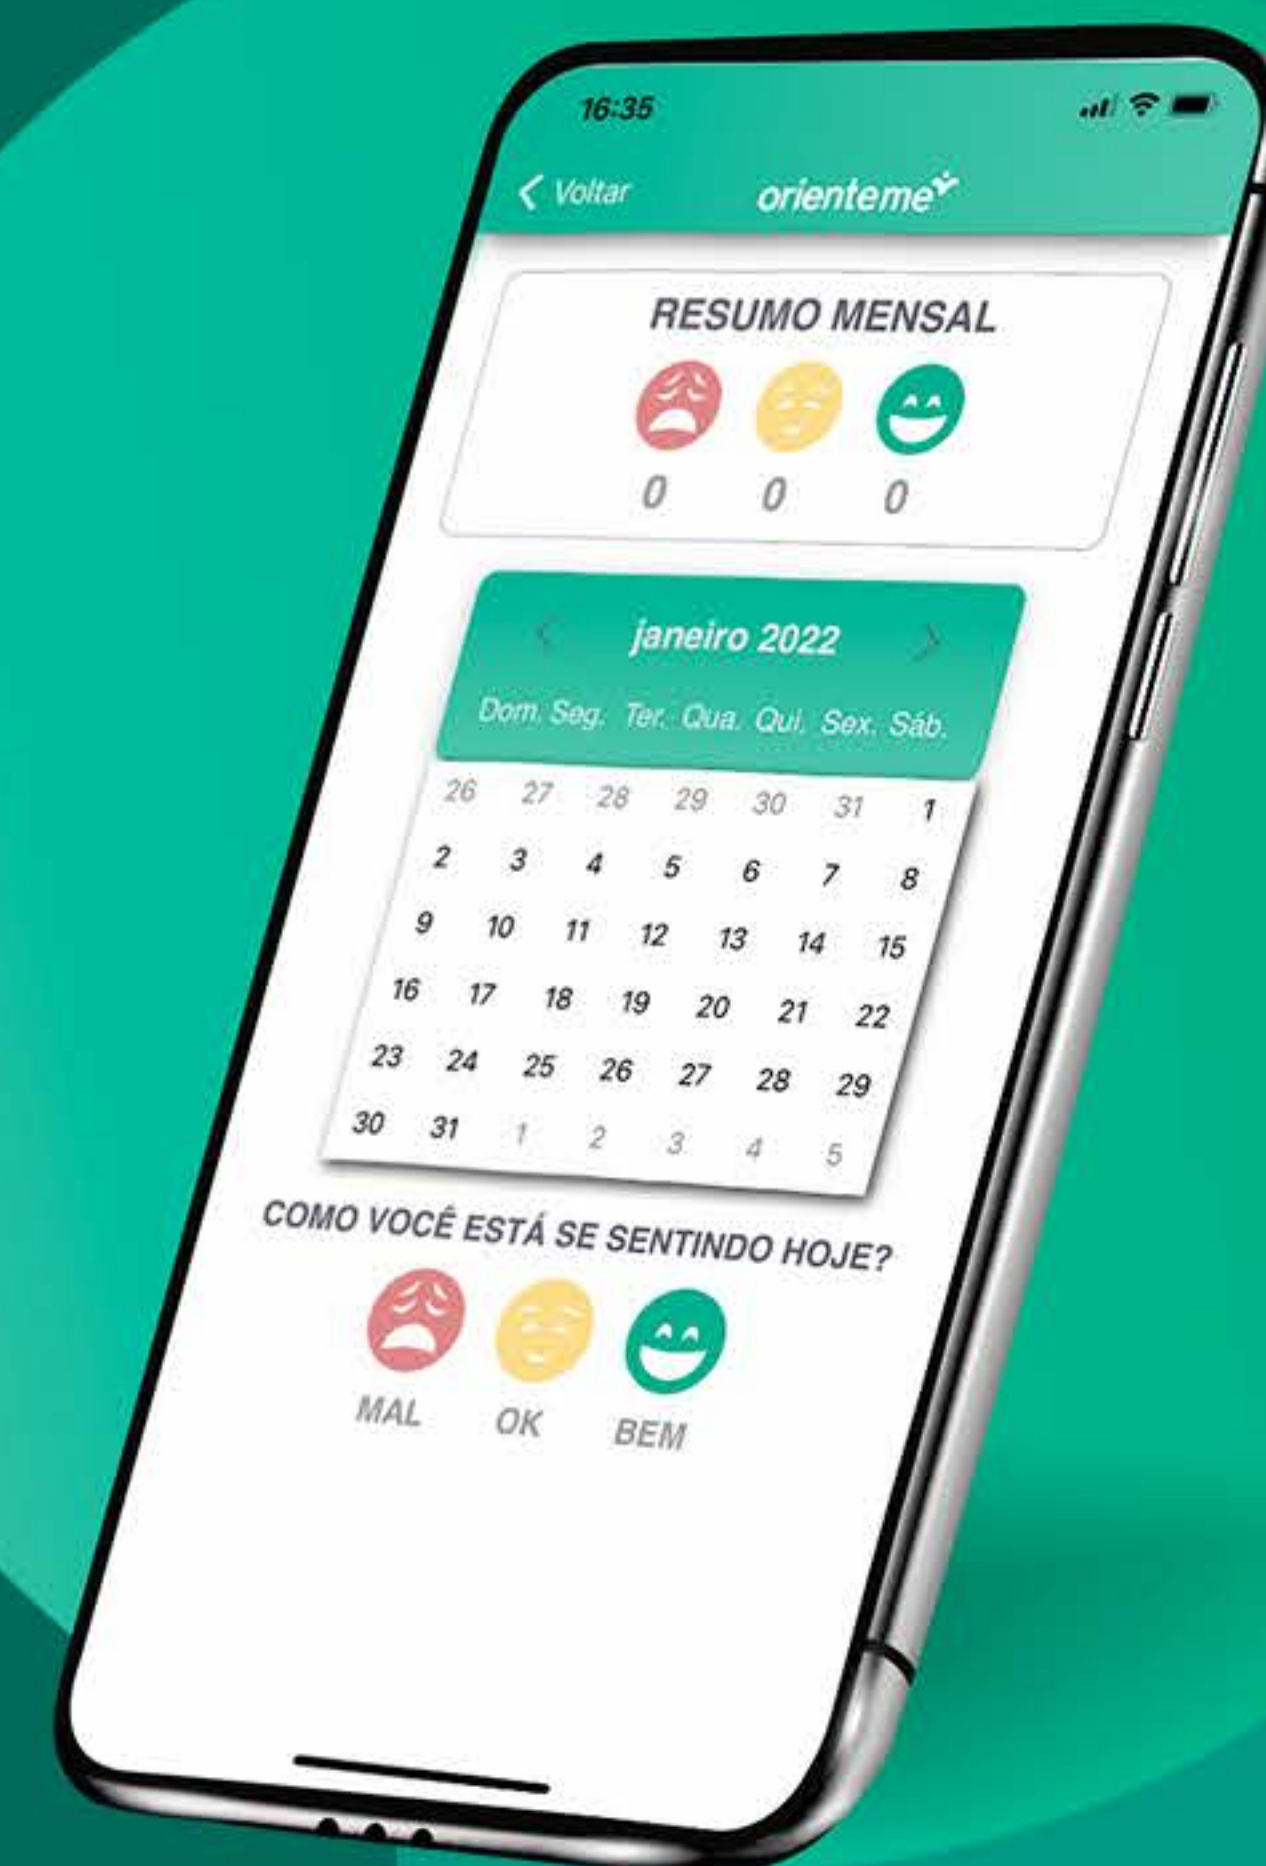 16:35
Voltar
orienteme
RESUMO MENSAL
0 0 0
janeiro 2022
Dom. Seg. Ter. Qua. Qui. Sex. Sáb.
26 27 28 29 30 31 1
2 3 4 5 6 7 8
9 10 11 12 13 14 15
16 17 18 19 20 21 22
23 24 25 26 27 28 29
30 31 1 2 3 4 5
COMO VOCÊ ESTÁ SE SENTINDO HOJE?
MAL OK BEM